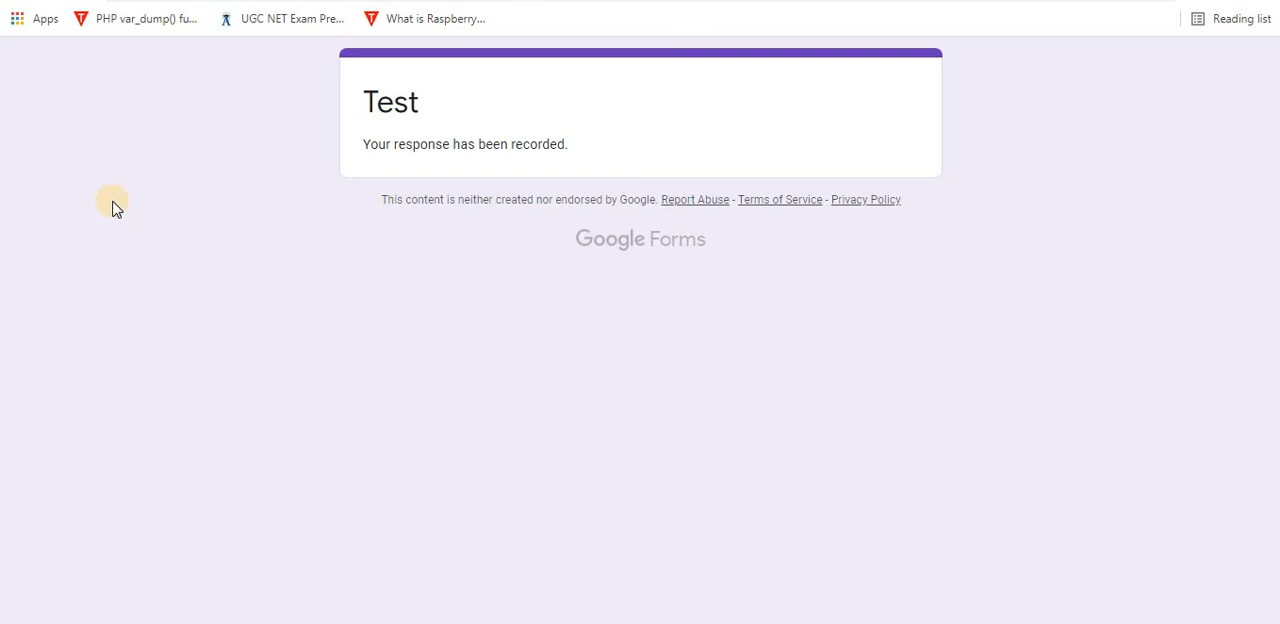 Apps PHP var_dump() fu... UGC NET Exam Pre... What is Raspberry... Reading list
Test
Your response has been recorded.
This content is neither created nor endorsed by Google. Report Abuse - Terms of Service - Privacy Policy
Google Forms